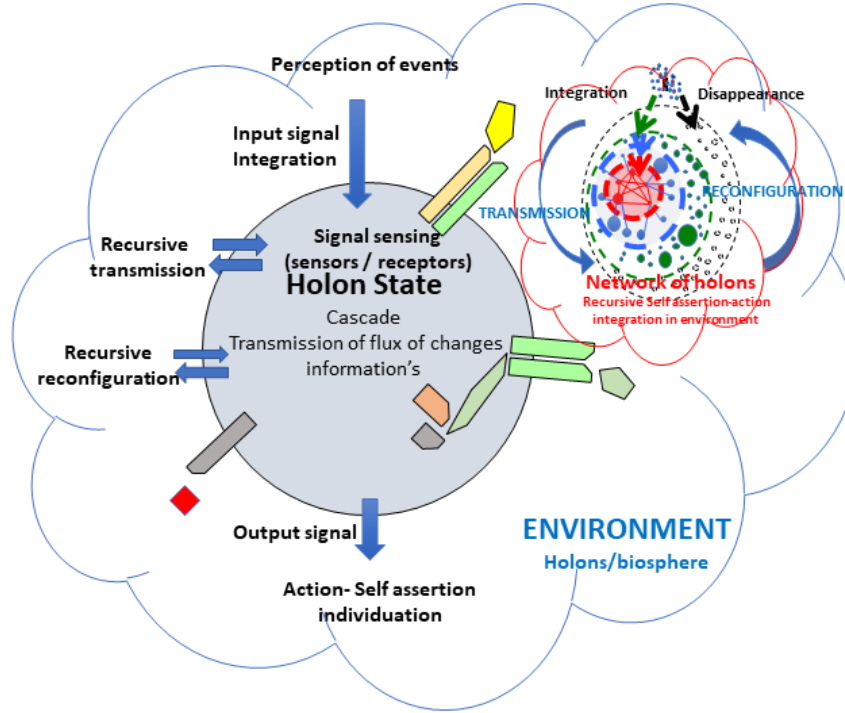 Perception of events
Input signal
Integration
Integration
Disappearance
TRANSMISSION
RECONFIGURATION
Network of holons
Recursive Self assertion-action
integration in environment
Recursive
transmission
Signal sensing
(sensors / receptors)
Holon State
Cascade
Transmission of flux of changes
information's
Recursive
reconfiguration
Output signal
Action- Self assertion
individuation
ENVIRONMENT
Holons/biosphere